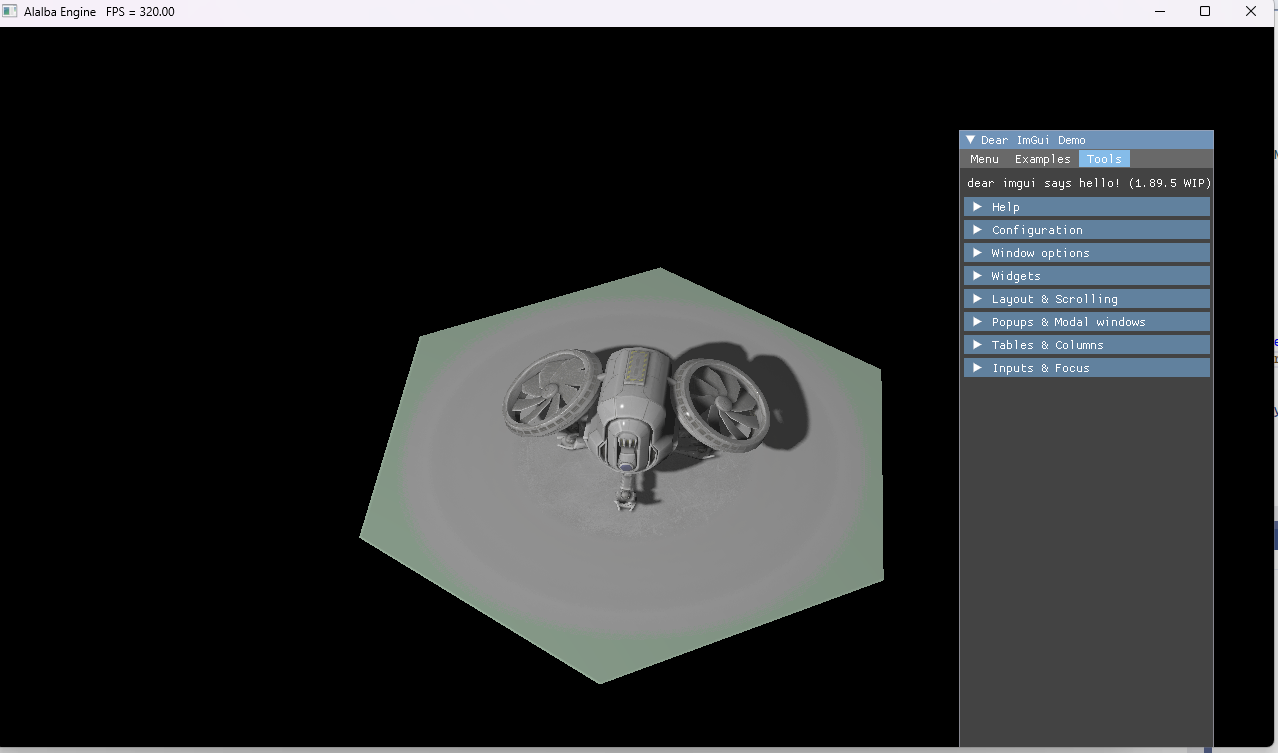 Alalba Engine   FPS = 320.00
Dear ImGui Demo
Menu Examples Tools
dear imgui says hello! (1.89.5 WIP)
Help
Configuration
Window options
Widgets
Layout & Scrolling
Popups & Modal windows
Tables & Columns
Inputs & Focus